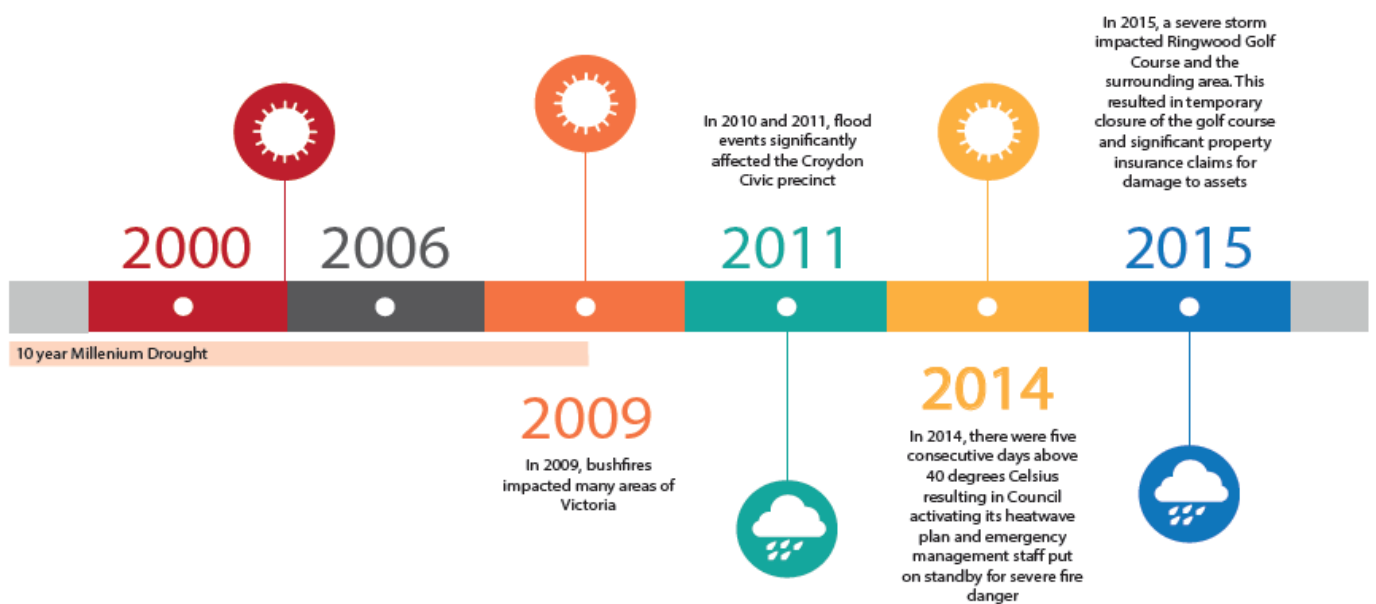 In 2015, a severe storm
impacted Ringwood Golf
Course and the
surrounding area. This
resulted in temporary
closure of the golf course
and significant property
insurance claims for
damage to assets
In 2010 and 2011, flood
events significantly
affected the Croydon
Civic precinct
2000
2006
2011
2015
10 year Millenium Drought
2009
In 2009, bushfires
impacted many areas of
Victoria
2014
In 2014, there were five
consecutive days above
40 degrees Celsius
resulting in Council
activating its heatwave
plan and emergency
management staff put
on standby for severe fire
danger